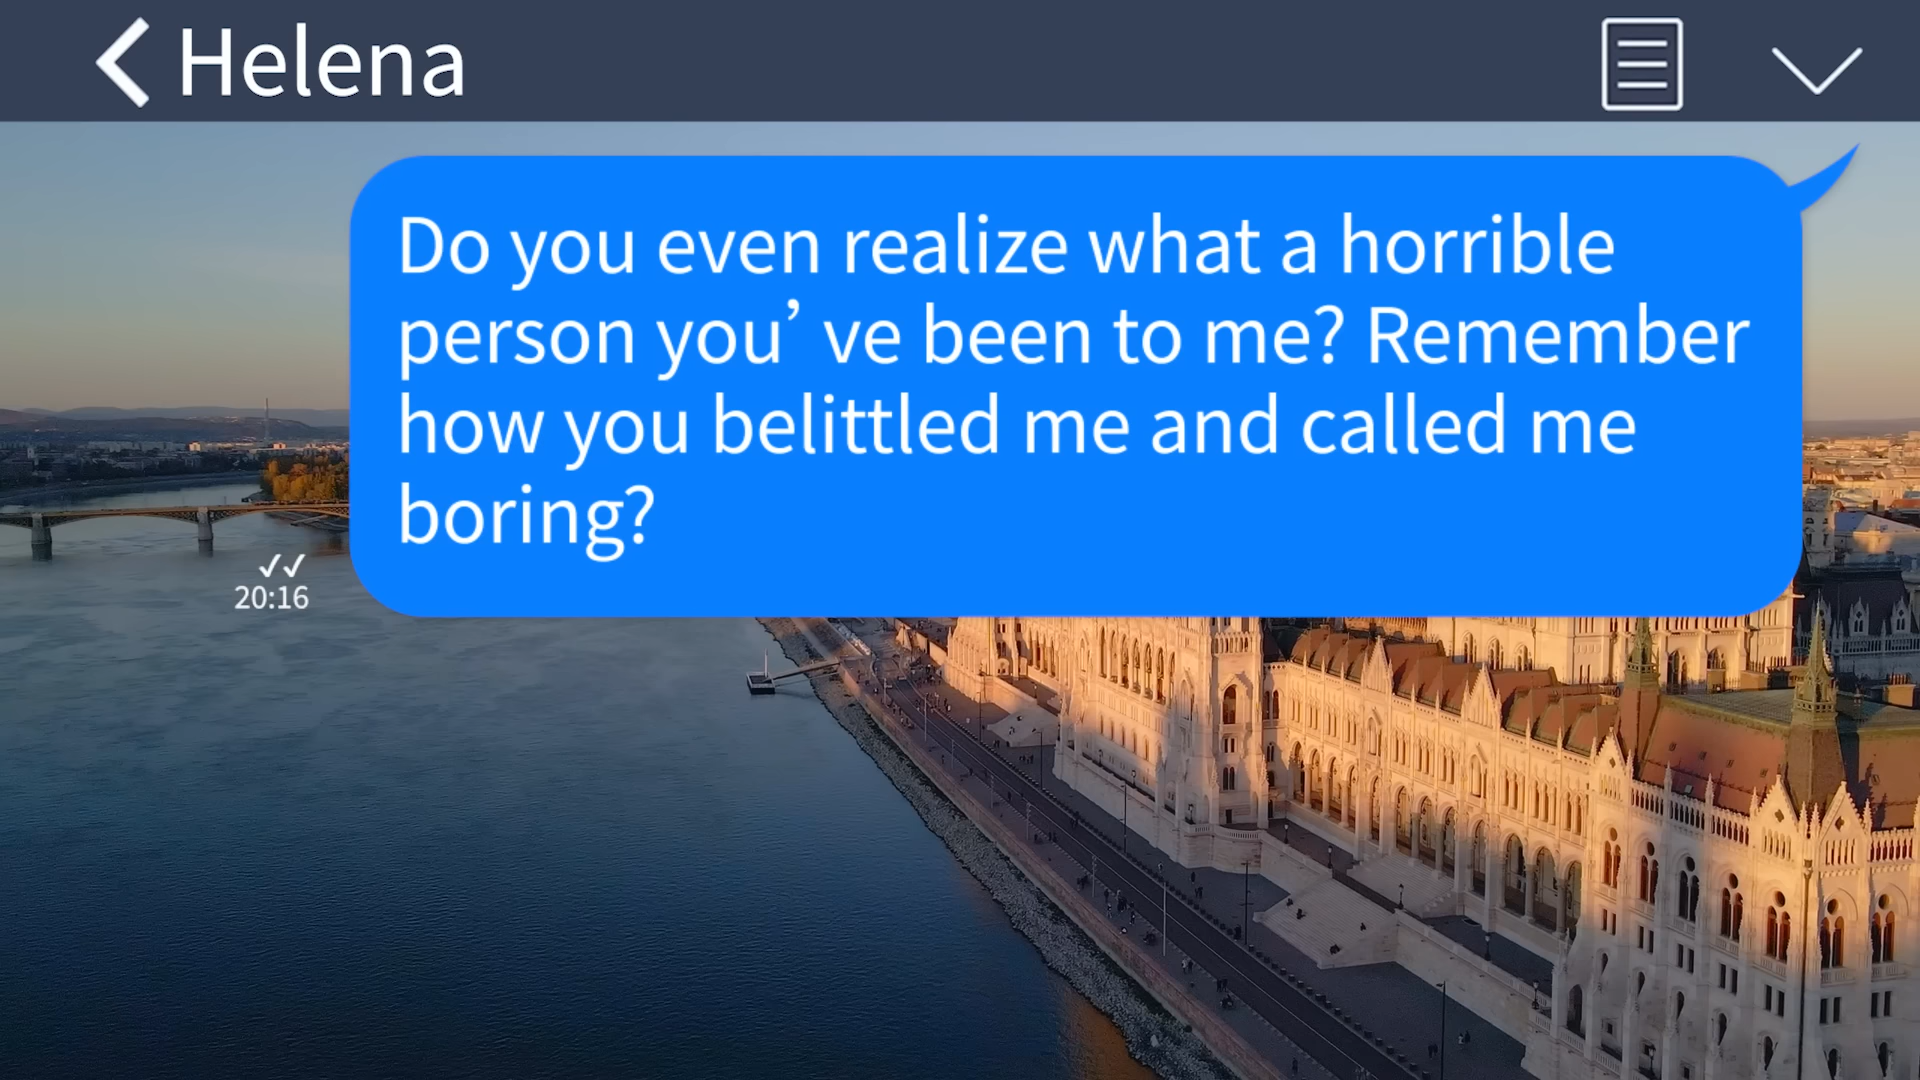 Helena
Do you even realize what a horrible
person you’ ve been to me? Remember
how you belittled me and called me
boring?
20:16